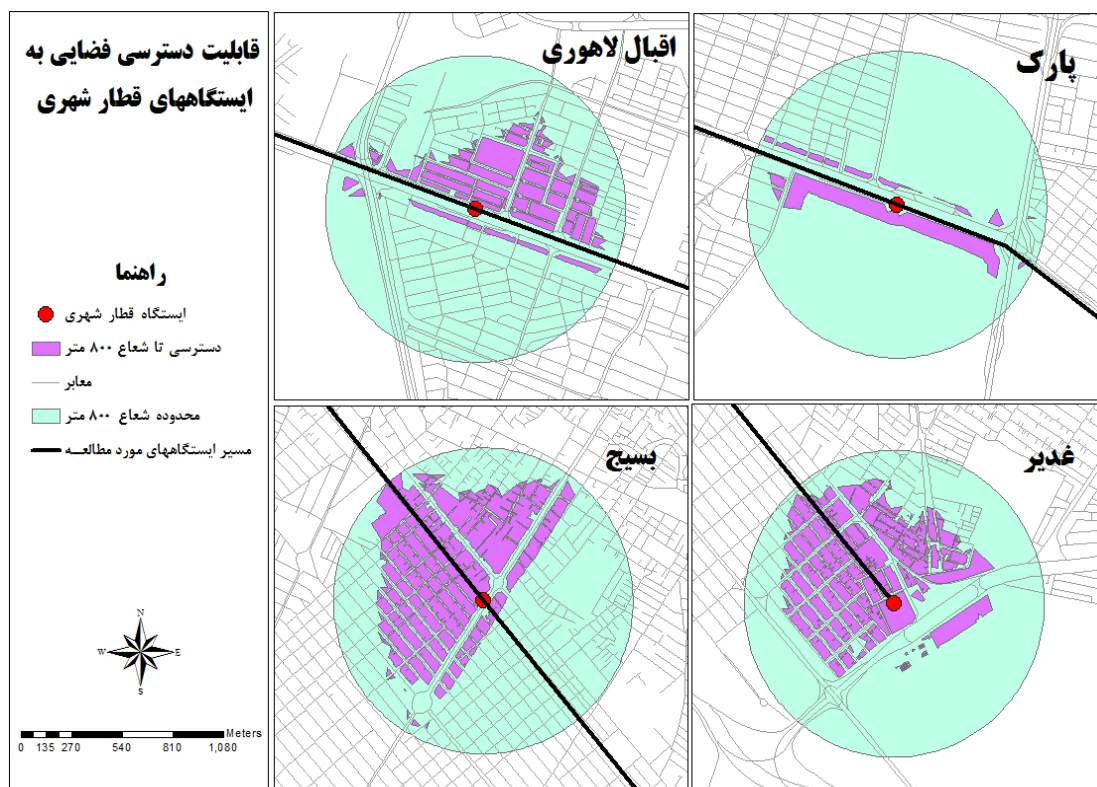 قابلیت دسترسی فضایی به
ایستگاههای قطار شهری
راهنما
ایستگاه قطار شهری
دسترسی تا شعاع ۸۰۰ متر
معابر
محدوده شعاع ۸۰۰ متر
مسیر ایستگاههای مورد مطالعـــه
N
W E
S
Meters
0 135 270 540 810 1,080
اقبال لاهوری
پارک
بسیج
غدیر